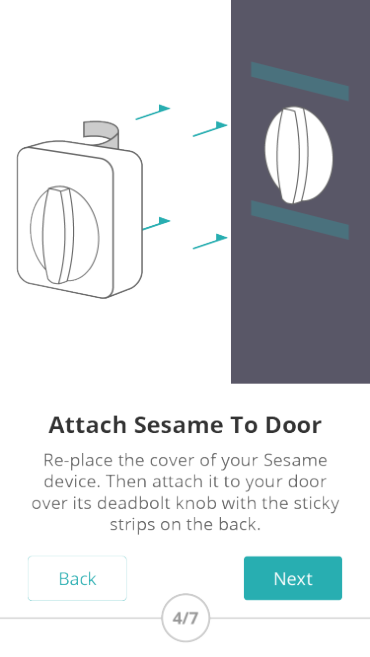 Attach Sesame To Door
Re-place the cover of your Sesame
device. Then attach it to your door
over its deadbolt knob with the sticky
strips on the back.
Back
Next
4/7